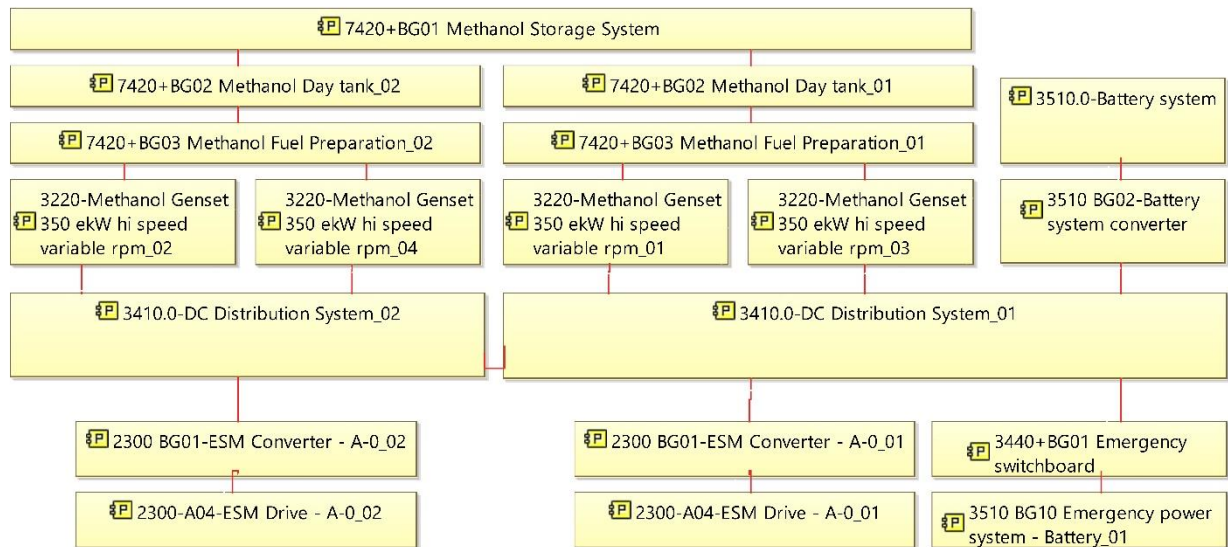 7420+BG01 Methanol Storage System
7420+BG02 Methanol Day tank_02
7420+BG02 Methanol Day tank_01
3510.0-Battery system
7420+BG03 Methanol Fuel Preparation_02
7420+BG03 Methanol Fuel Preparation_01
3220-Methanol Genset
350 ekW hi speed
variable rpm_02
3220-Methanol Genset
350 ekW hi speed
variable rpm_04
3220-Methanol Genset
350 ekW hi speed
variable rpm_01
3220-Methanol Genset
350 ekW hi speed
variable rpm_03
3510 BG02-Battery
system converter
3410.0-DC Distribution System_02
3410.0-DC Distribution System_01
2300 BG01-ESM Converter - A-0_02
2300 BG01-ESM Converter - A-0_01
3440+BG01 Emergency
switchboard
2300-A04-ESM Drive - A-0_02
2300-A04-ESM Drive - A-0_01
3510 BG10 Emergency power
system - Battery_01